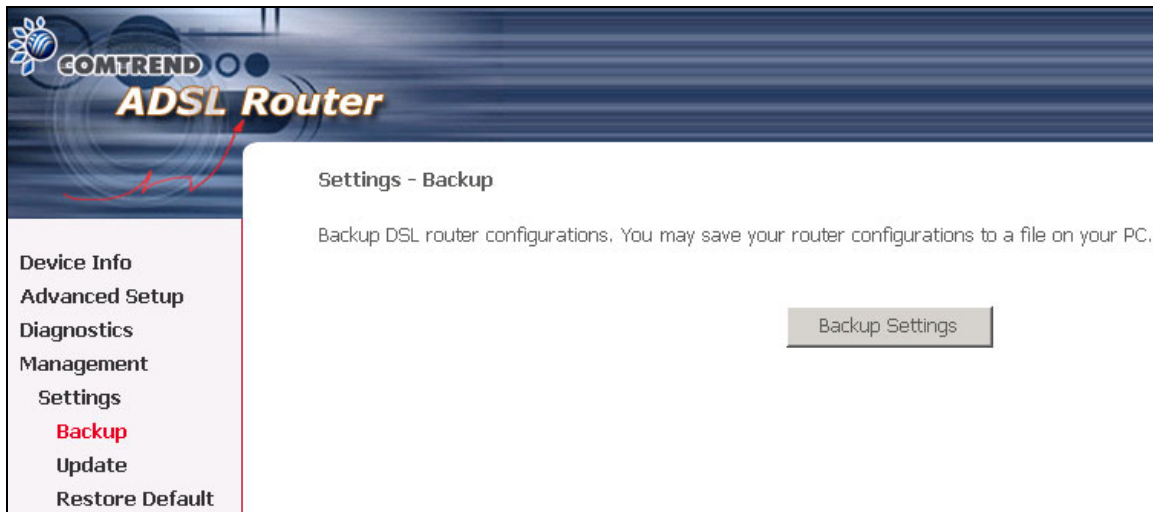 COMTREND
ADSL Router
Settings - Backup
Backup DSL router configurations. You may save your router configurations to a file on your PC.
Backup Settings
Device Info
Advanced Setup
Diagnostics
Management
Settings
Backup
Update
Restore Default